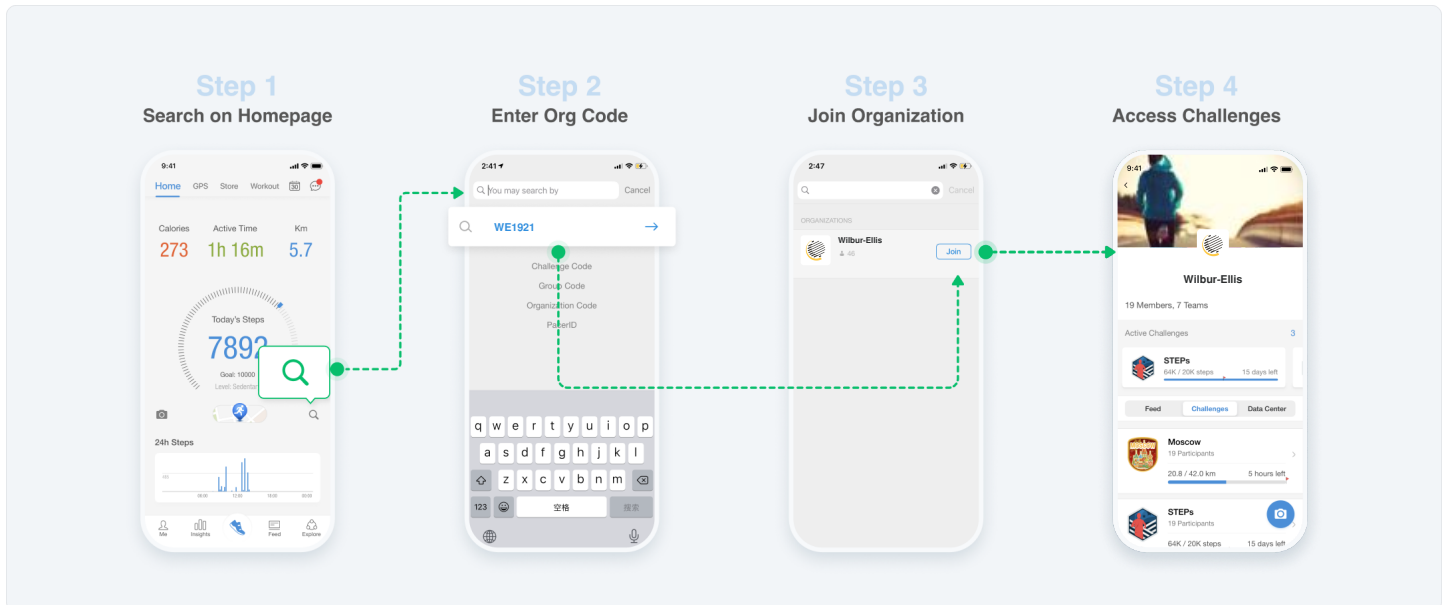 Step 1
Search on Homepage
9:41
Home GPS Store Workout 30
Calories Active Time Km
273 1h 16m 5.7
Today's Steps
7892
Goal: 10000
Level: Sedentar
24h Steps
Me Insights Feed Explore
Step 2
Enter Org Code
2:41
You may search by Cancel
WE1921
Challenge Code
Group Code
Organization Code
PacerID
q w e r t y u i o p
a s d f g h j k l
z x c v b n m
123 空格 搜索
Step 3
Join Organization
2:47
Cancel
ORGANIZATIONS
Wilbur-Ellis
46
Join
Step 4
Access Challenges
9:41
Wilbur-Ellis
19 Members, 7 Teams
Active Challenges 3
STEPs
64K / 20K steps 15 days left
Feed Challenges Data Center
Moscow
19 Participants
20.8 / 42.0 km 5 hours left
STEPs
19 Participants
64K / 20K steps 15 days left